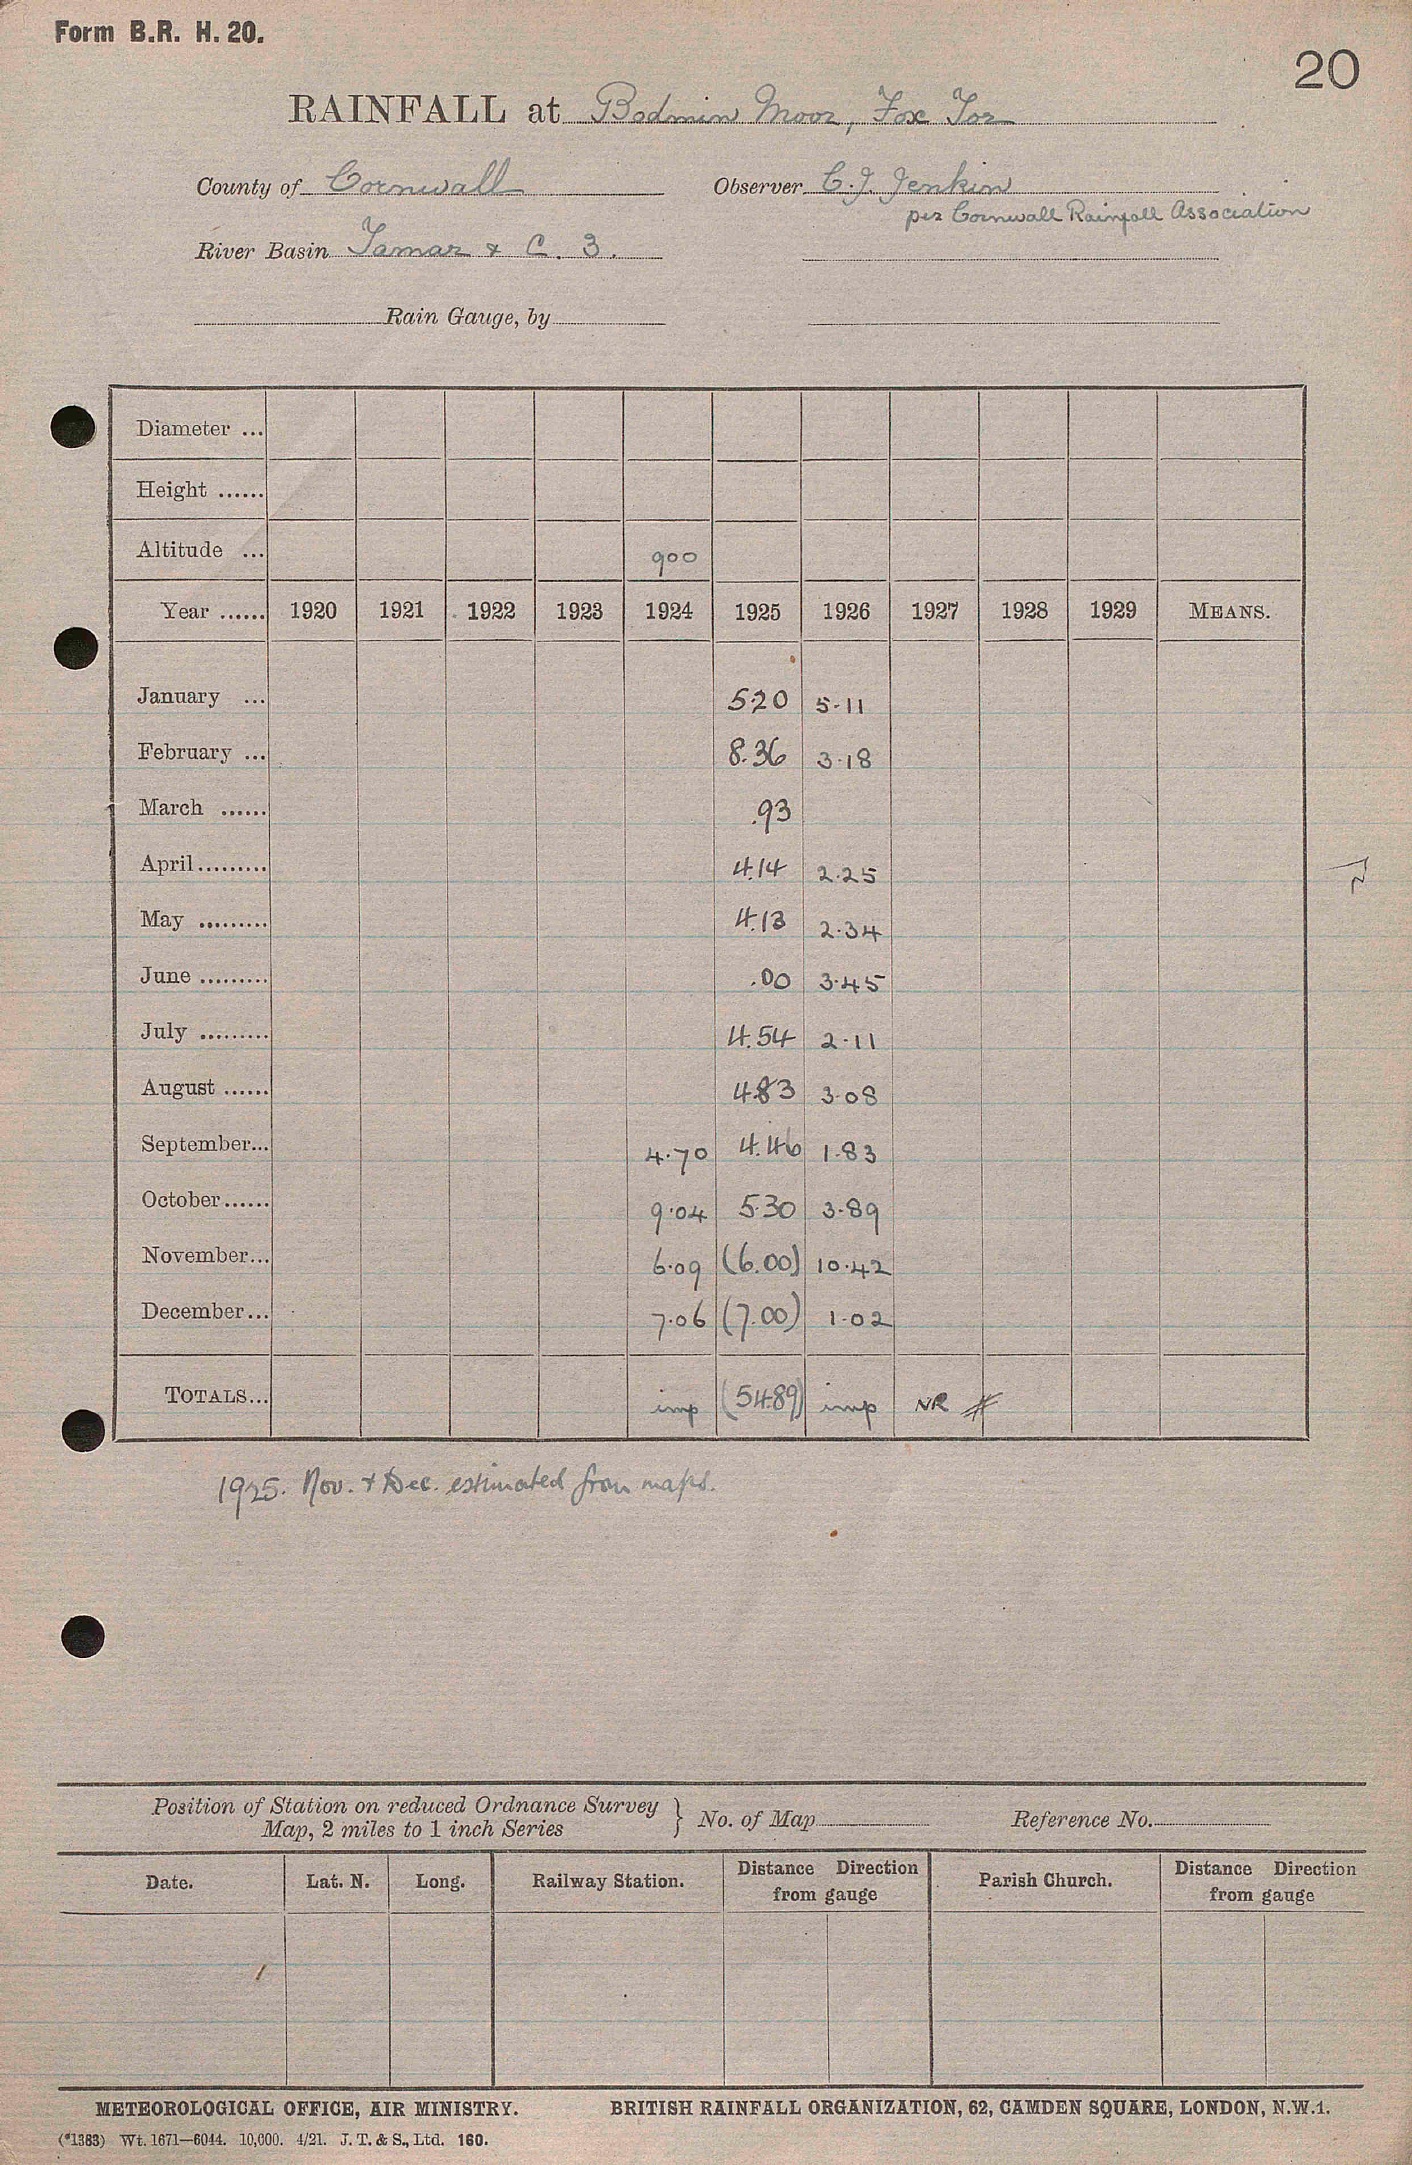 Form B.R. H. 20.
20
RAINFALL at Bodmin Moor, Fox Tor
County of Cornwall Observer C. J. Jenkin
per Cornwall Rainfall Association
River Basin Tamar & C. 3.
Rain Gauge, by
Diameter ...
Height ......
Altitude ... 900
Year ...... 1920 1921 1922 1923 1924 1925 1926 1927 1928 1929 MEANS.
January ... 5.20 5.11
February ... 8.36 3.18
March ...... .93
April ......... 4.14 2.25
May ......... 4.13 2.34
June ......... .00 3.45
July ......... 4.54 2.11
August ...... 4.83 3.08
September... 4.70 4.46 1.83
October...... 9.04 5.30 3.89
November... 6.09 (6.00) 10.42
December... 7.06 (7.00) 1.02
TOTALS... imp (54.89) imp NR #
1925. Nov. & Dec. estimated from maps.
Position of Station on reduced Ordnance Survey
Map, 2 miles to 1 inch Series } No. of Map Reference No.
Date. Lat. N. Long. Railway Station. Distance Direction from gauge Parish Church. Distance Direction from gauge
METEOROLOGICAL OFFICE, AIR MINISTRY. BRITISH RAINFALL ORGANIZATION, 62, CAMDEN SQUARE, LONDON, N.W.1.
(*1383) Wt. 1671—6044. 10,000. 4/21. J. T. & S., Ltd. 160.